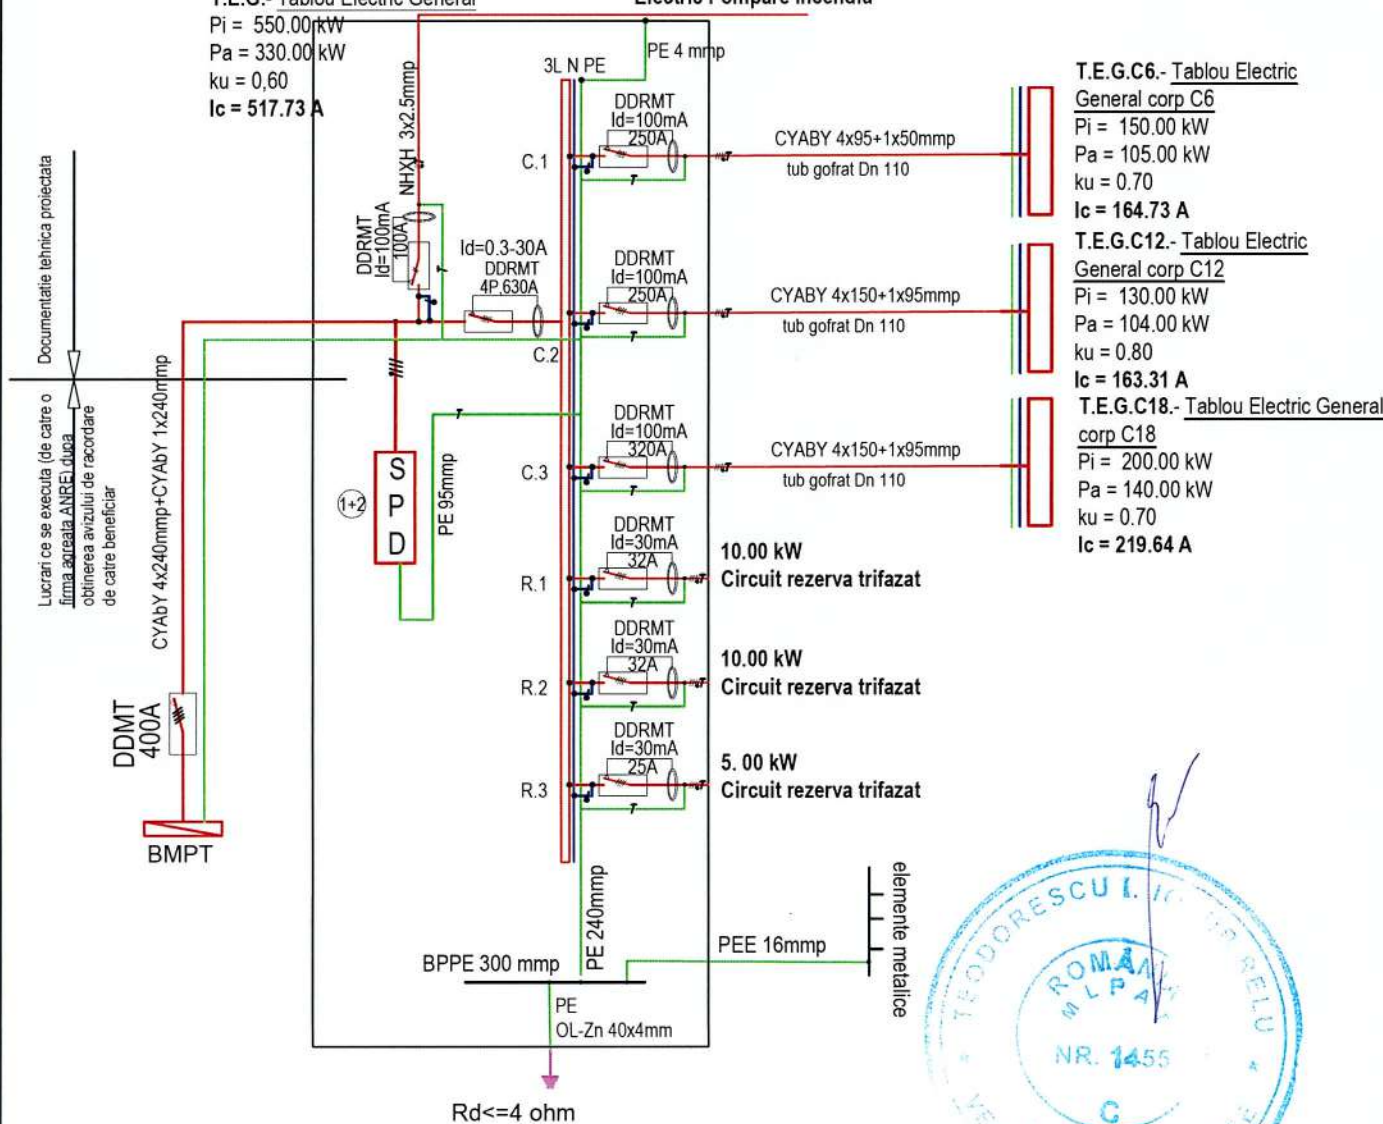 T.E.G.- Tablou Electric General
Electric Pompare Incendiu
Pi = 550.00 kW
Pa = 330.00 kW
ku = 0,60
Ic = 517.73 A
PE 4 mmp
3L N PE
NHXH 3x2.5mmp
DDRMT
Id=100mA
100A
Id=0.3-30A
DDRMT
4P,630A
C.1
DDRMT
Id=100mA
250A
CYABY 4x95+1x50mmp
tub gofrat Dn 110
T.E.G.C6.- Tablou Electric
General corp C6
Pi = 150.00 kW
Pa = 105.00 kW
ku = 0.70
Ic = 164.73 A
C.2
DDRMT
Id=100mA
250A
CYABY 4x150+1x95mmp
tub gofrat Dn 110
T.E.G.C12.- Tablou Electric
General corp C12
Pi = 130.00 kW
Pa = 104.00 kW
ku = 0.80
Ic = 163.31 A
C.3
DDRMT
Id=100mA
320A
CYABY 4x150+1x95mmp
tub gofrat Dn 110
T.E.G.C18.- Tablou Electric General
corp C18
Pi = 200.00 kW
Pa = 140.00 kW
ku = 0.70
Ic = 219.64 A
R.1
DDRMT
Id=30mA
32A
10.00 kW
Circuit rezerva trifazat
R.2
DDRMT
Id=30mA
32A
10.00 kW
Circuit rezerva trifazat
R.3
DDRMT
Id=30mA
25A
5. 00 kW
Circuit rezerva trifazat
Documentatie tehnica proiectata
Lucrari ce se executa (de catre o
firma agreata ANRE) dupa
obtinerea avizului de racordare
de catre beneficiar
CYAbY 4x240mmp+CYAbY 1x240mmp
1+2
S
P
D
PE 95mmp
DDMT
400A
BMPT
PE 240mmp
BPPE 300 mmp
PEE 16mmp
elemente metalice
PE
OL-Zn 40x4mm
Rd<=4 ohm
TEODORESCU I.
RELU
ROMÂN
MLPA
NR. 1455
C